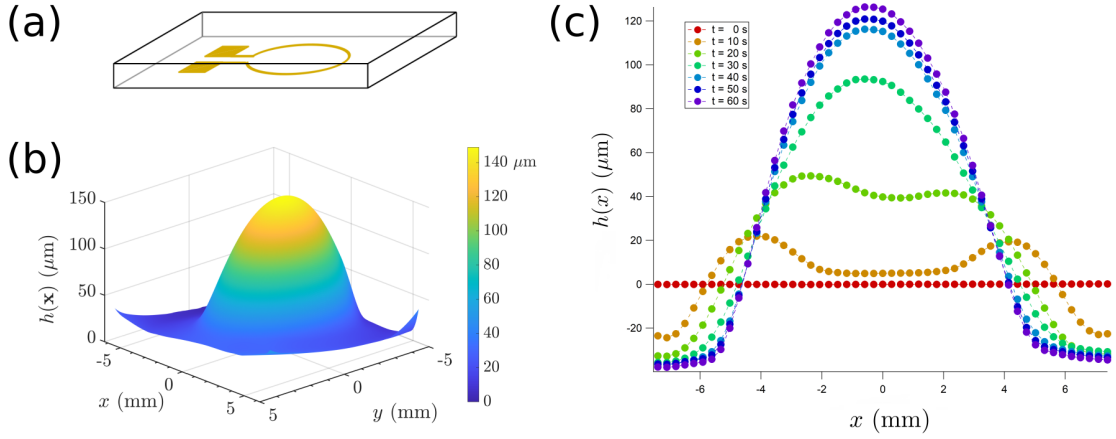 (a)
(b)
150
100
50
0
h(x) (μm)
-5
0
5
x (mm)
5
0
-5
y (mm)
140 μm
120
100
80
60
40
20
0
(c)
120
100
80
60
40
20
0
-20
h(x) (μm)
t = 0 s
t = 10 s
t = 20 s
t = 30 s
t = 40 s
t = 50 s
t = 60 s
-6
-4
-2
0
2
4
6
x (mm)